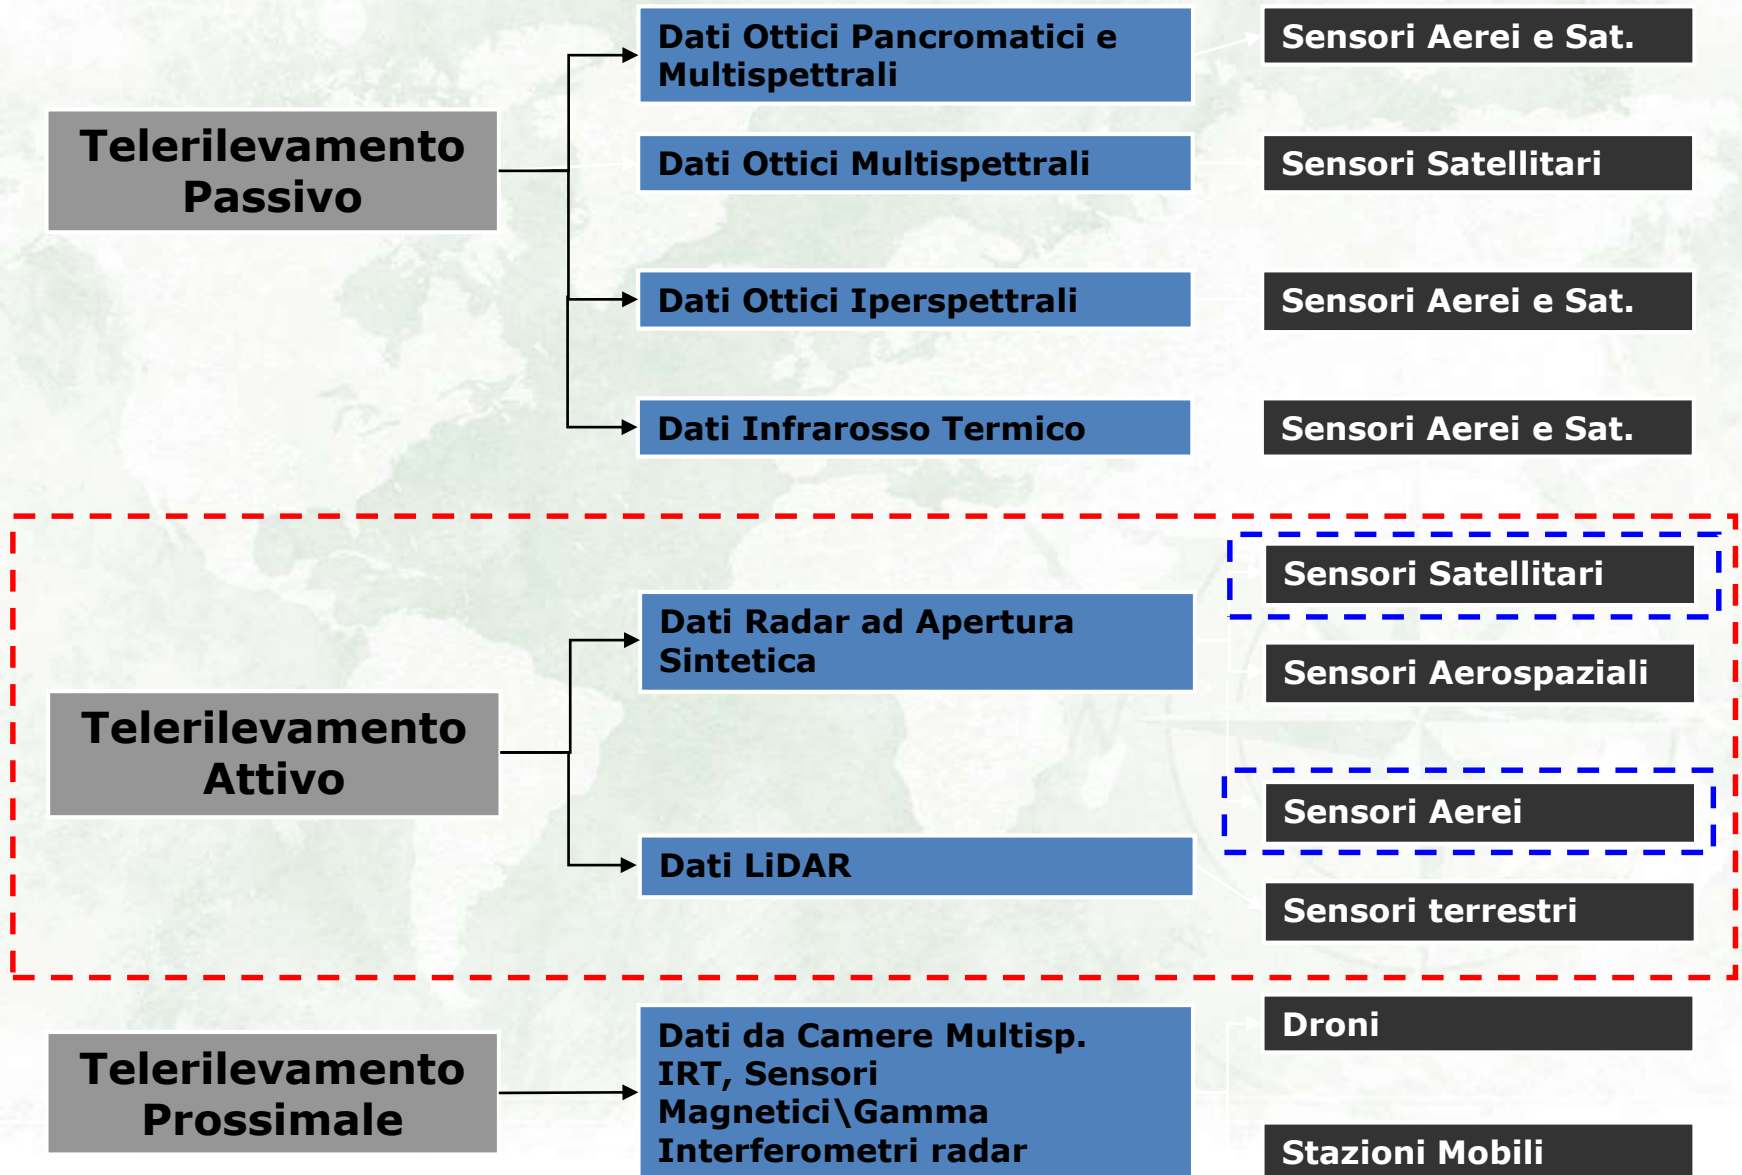 Dati Ottici Pancromatici e
Multispettrali
Sensori Aerei e Sat.
Telerilevamento
Passivo
Dati Ottici Multispettrali
Sensori Satellitari
Dati Ottici Iperspettrali
Sensori Aerei e Sat.
Dati Infrarosso Termico
Sensori Aerei e Sat.
Telerilevamento
Attivo
Dati Radar ad Apertura
Sintetica
Sensori Satellitari
Sensori Aerospaziali
Sensori Aerei
Dati LiDAR
Sensori terrestri
Telerilevamento
Prossimale
Dati da Camere Multisp.
IRT, Sensori
Magnetici\Gamma
Interferometri radar
Droni
Stazioni Mobili